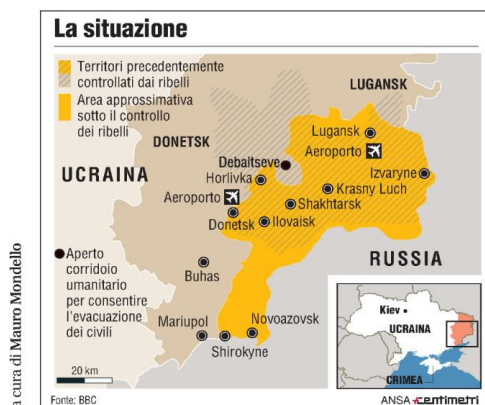 La situazione
Territori precedentemente
controllati dai ribelli
Area approssimativa
sotto il controllo
dei ribelli
LUGANSK
DONETSK
UCRAINA
Lugansk
Aeroporto
Debaltseve
Horlivka
Izvaryne
Aeroporto
Krasny Luch
Shakhtarsk
Donetsk
Ilovaisk
RUSSIA
Aperto
corridoio
umanitario
per consentire
l'evacuazione
dei civili
Buhas
Mariupol
Novoazovsk
Shirokyne
20 km
Kiev
UCRAINA
CRIMEA
Fonte: BBC
ANSA centimetri
a cura di Mauro Mondello